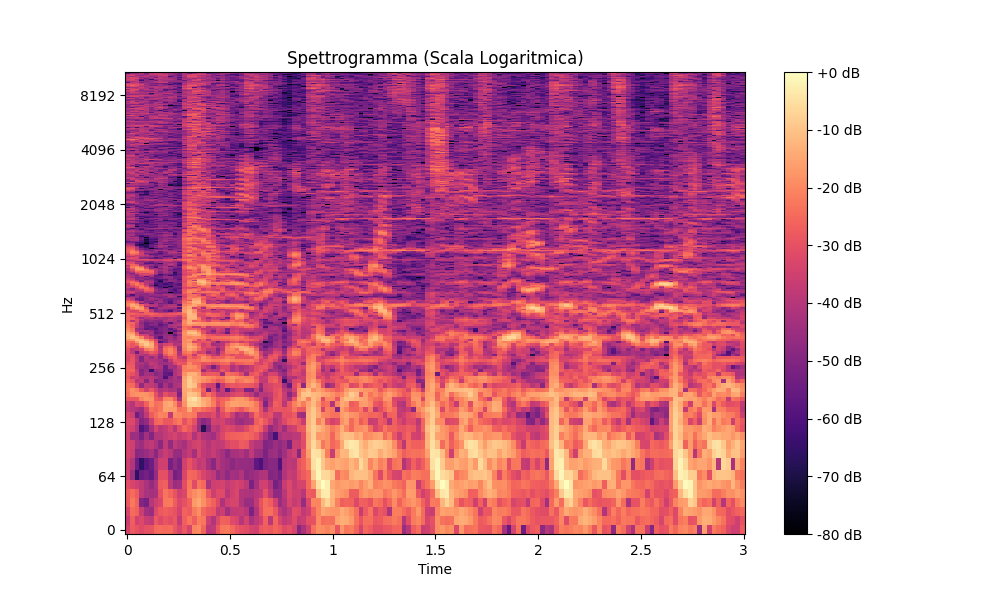 Spettrogramma (Scala Logaritmica)
Hz
8192
4096
2048
1024
512
256
128
64
0
0 0.5 1 1.5 2 2.5 3
Time
+0 dB
-10 dB
-20 dB
-30 dB
-40 dB
-50 dB
-60 dB
-70 dB
-80 dB